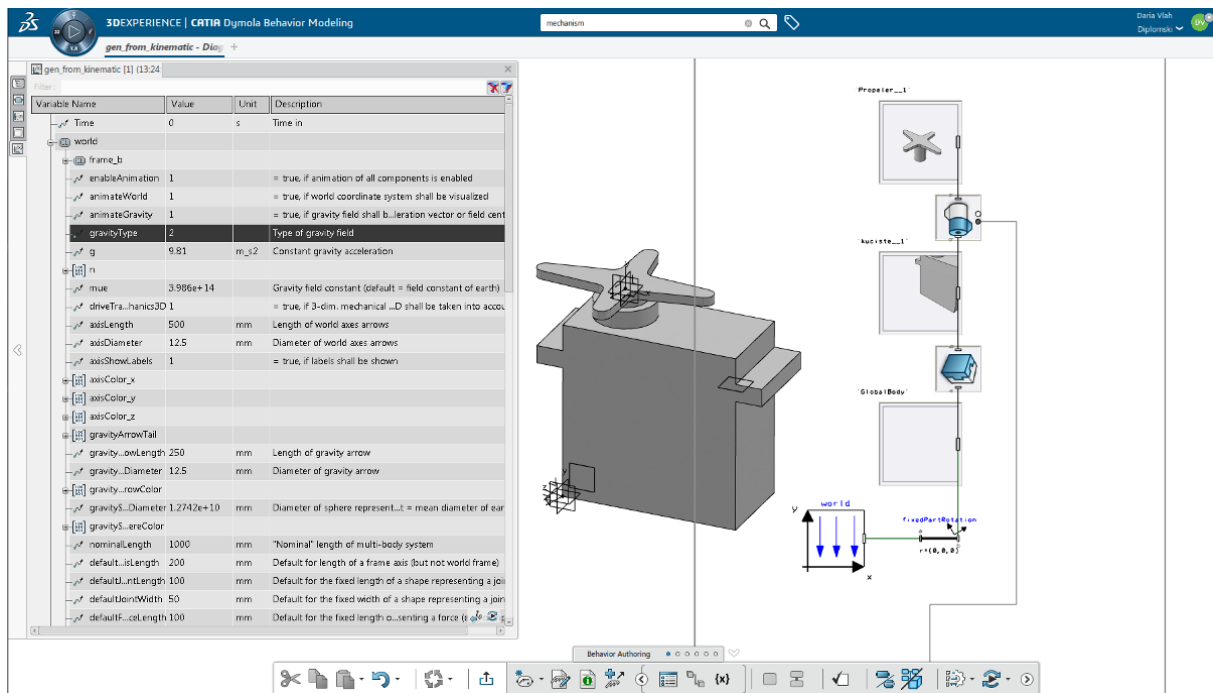 3DEXPERIENCE | CATIA Dymola Behavior Modeling
mechanism
Daria Vlah
Diplomski
DV
gen_from_kinematic - Diag
gen_from_kinematic [1] (13:24
Filter:
Variable Name Value Unit Description
Time 0 s Time in
world
frame_b
enableAnimation 1 = true, if animation of all components is enabled
animateWorld 1 = true, if world coordinate system shall be visualized
animateGravity 1 = true, if gravity field shall b...leration vector or field cent
gravityType 2 Type of gravity field
g 9.81 m_s2 Constant gravity acceleration
n
mue 3.986e+14 Gravity field constant (default = field constant of earth)
driveTra...hanics3D 1 = true, if 3-dim. mechanical ...D shall be taken into accou
axisLength 500 mm Length of world axes arrows
axisDiameter 12.5 mm Diameter of world axes arrows
axisShowLabels 1 = true, if labels shall be shown
axisColor_x
axisColor_y
axisColor_z
gravityArrowTail
gravity...owLength 250 mm Length of gravity arrow
gravity...Diameter 12.5 mm Diameter of gravity arrow
gravity...rowColor
gravityS...Diameter 1.2742e+10 mm Diameter of sphere represent...t = mean diameter of ear
gravityS...ereColor
nominalLength 1000 mm "Nominal" length of multi-body system
default...isLength 200 mm Default for length of a frame axis (but not world frame)
defaultJ...ntLength 100 mm Default for the fixed length of a shape representing a joi
defaultJointWidth 50 mm Default for the fixed width of a shape representing a join
defaultF...ceLength 100 mm Default for the fixed length o...senting a force (
'Propeler__1'
'kuciste__1'
'GlobalBody'
world
y
x
fixedPartRotation
r=(0,0,0)
Behavior Authoring
{x}